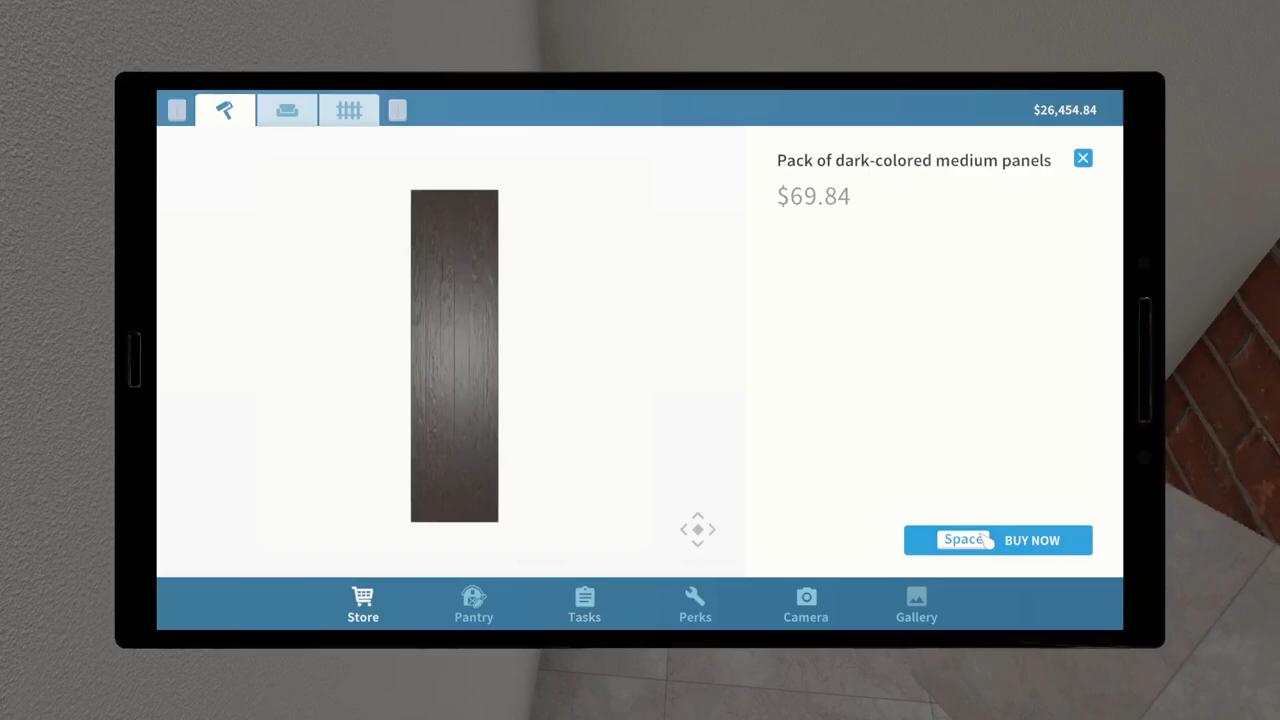 $26,454.84
Pack of dark-colored medium panels
$69.84
Space BUY NOW
Store Pantry Tasks Perks Camera Gallery